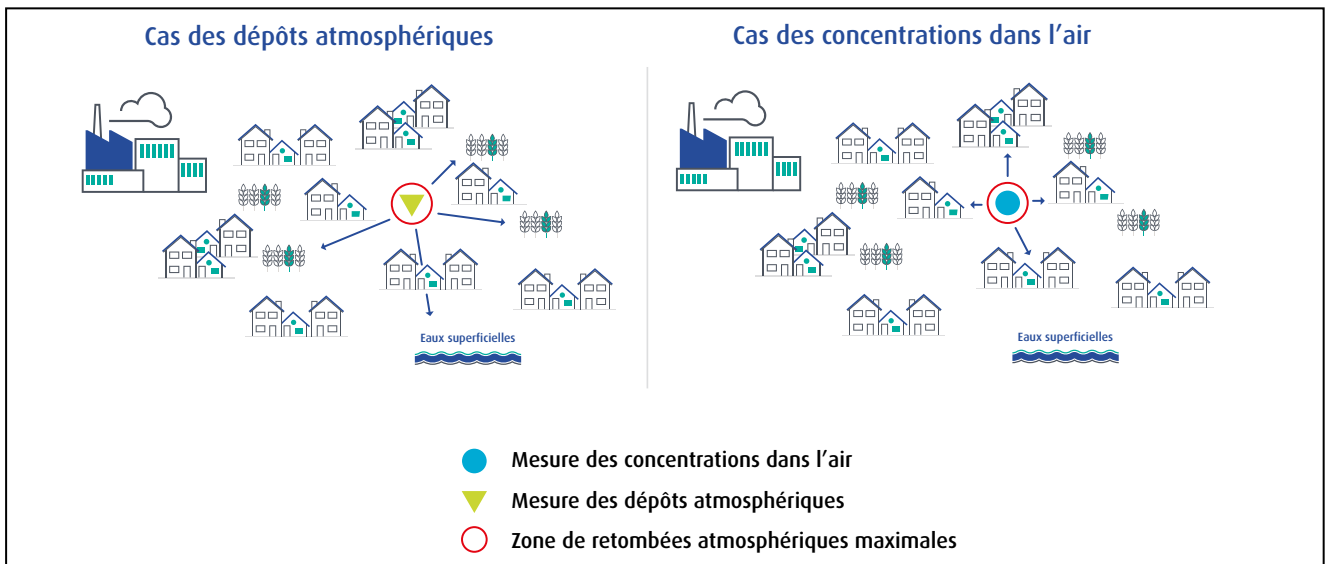 Cas des dépôts atmosphériques
Cas des concentrations dans l’air
Eaux superficielles
Eaux superficielles
Mesure des concentrations dans l’air
Mesure des dépôts atmosphériques
Zone de retombées atmosphériques maximales